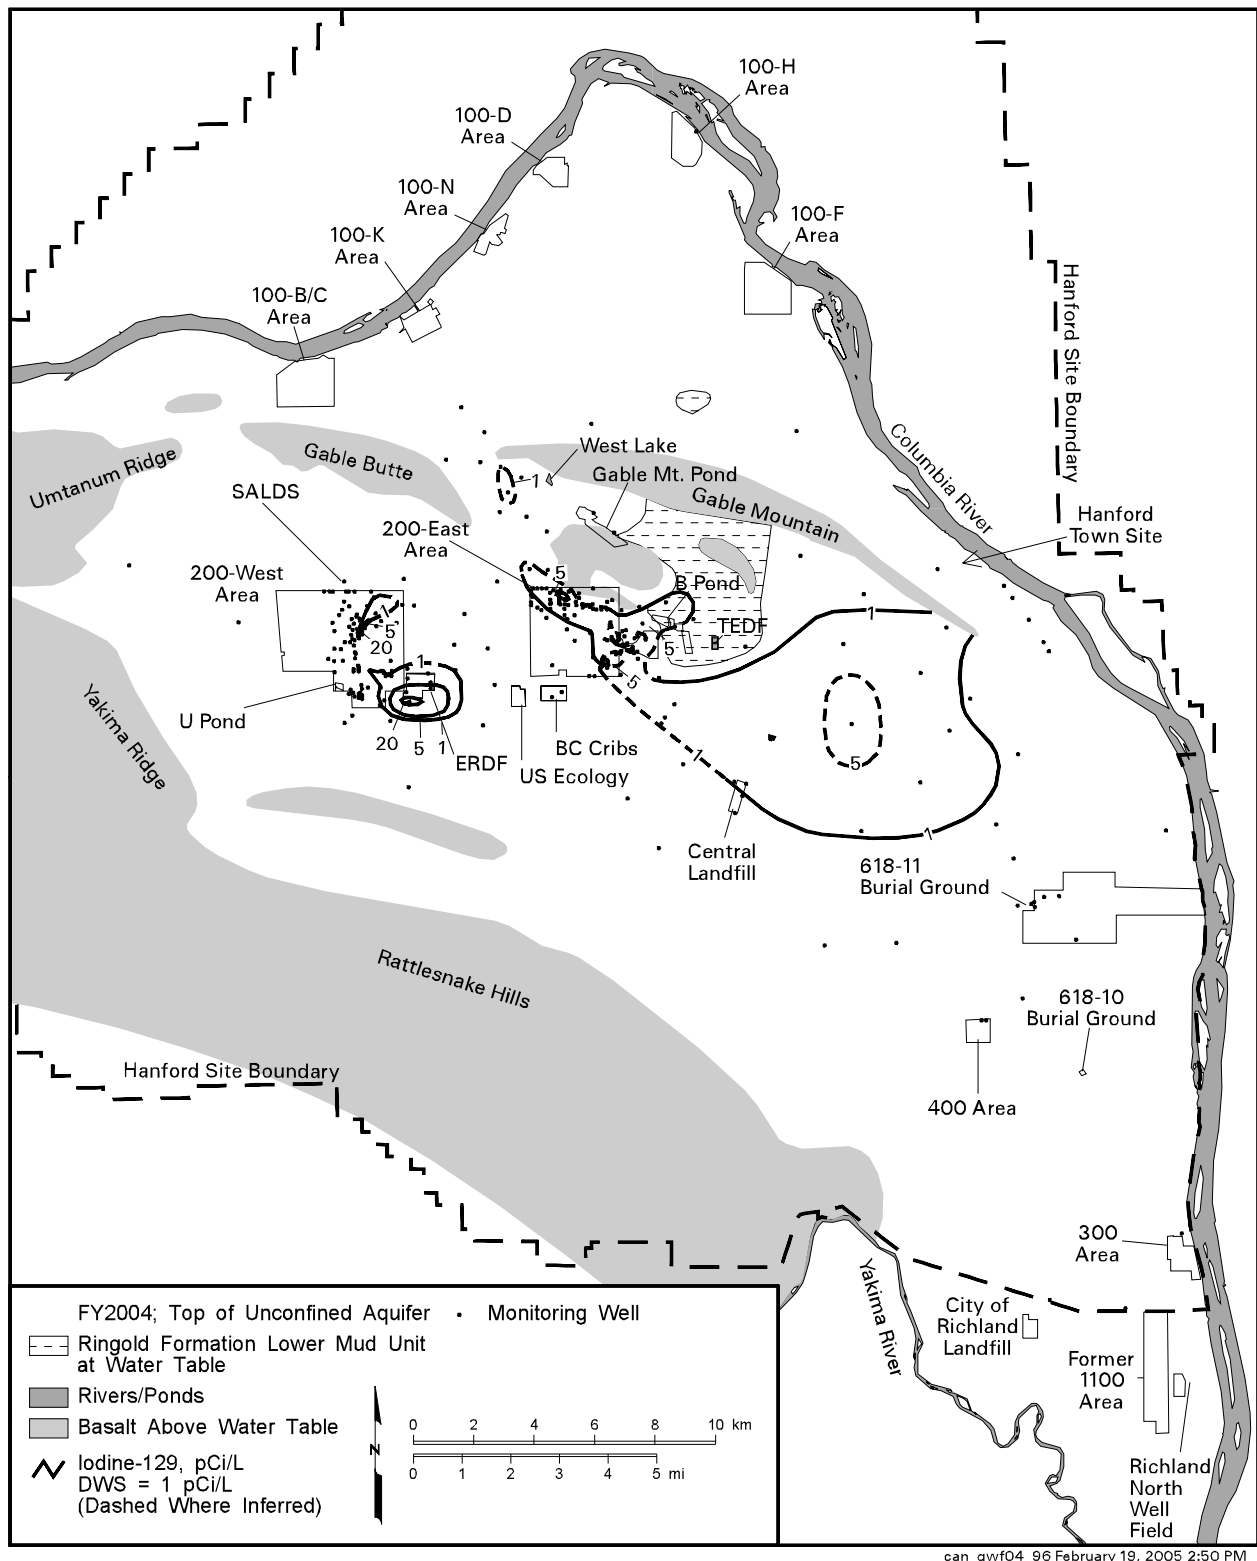 100-H
Area
100-D
Area
100-N
Area
100-F
Area
100-K
Area
100-B/C
Area
Hanford Site Boundary
Columbia River
West Lake
Gable Mt. Pond
Gable Butte
Umtanum Ridge
SALDS
1
Gable Mountain
Hanford
Town Site
200-East
Area
200-West
Area
5
B Pond
1
5
20
TEDF
5
1
1
5
U Pond
20
5
1
ERDF
BC Cribs
US Ecology
1
5
Yakima Ridge
Central
Landfill
1
618-11
Burial Ground
Rattlesnake Hills
618-10
Burial Ground
Hanford Site Boundary
400 Area
300
Area
Yakima River
City of
Richland
Landfill
Former
1100
Area
Richland
North
Well
Field
FY2004; Top of Unconfined Aquifer
Monitoring Well
Ringold Formation Lower Mud Unit
at Water Table
Rivers/Ponds
Basalt Above Water Table
Iodine-129, pCi/L
DWS = 1 pCi/L
(Dashed Where Inferred)
N
0 2 4 6 8 10 km
0 1 2 3 4 5 mi
can_gwf04_96 February 19, 2005 2:50 PM